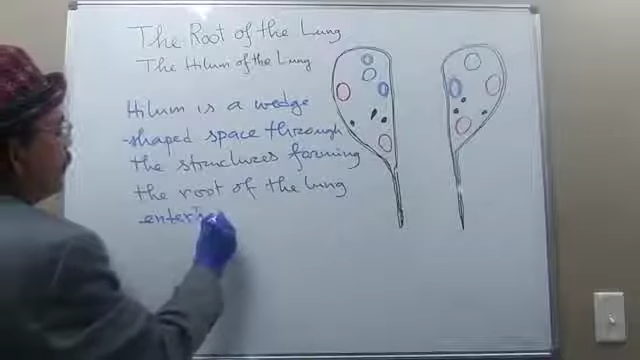 The Root of the Lung
The Hilum of the Lung
Hilum is a wedge
-shaped space through
the structures forming
the root of the lung